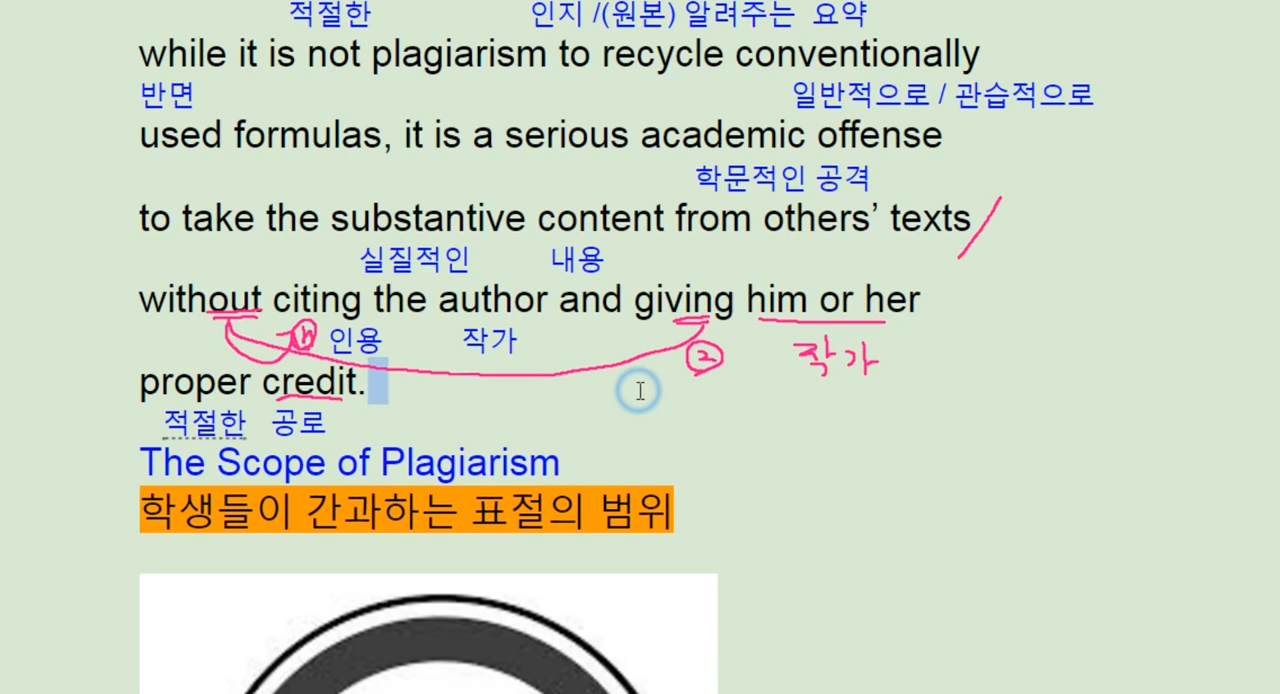 적절한 인지 /(원본) 알려주는 요약
while it is not plagiarism to recycle conventionally
반면 일반적으로 / 관습적으로
used formulas, it is a serious academic offense
학문적인 공격
to take the substantive content from others’ texts
실질적인 내용
without citing the author and giving him or her
인용 작가
② 작가
proper credit.
적절한 공로
The Scope of Plagiarism
학생들이 간과하는 표절의 범위